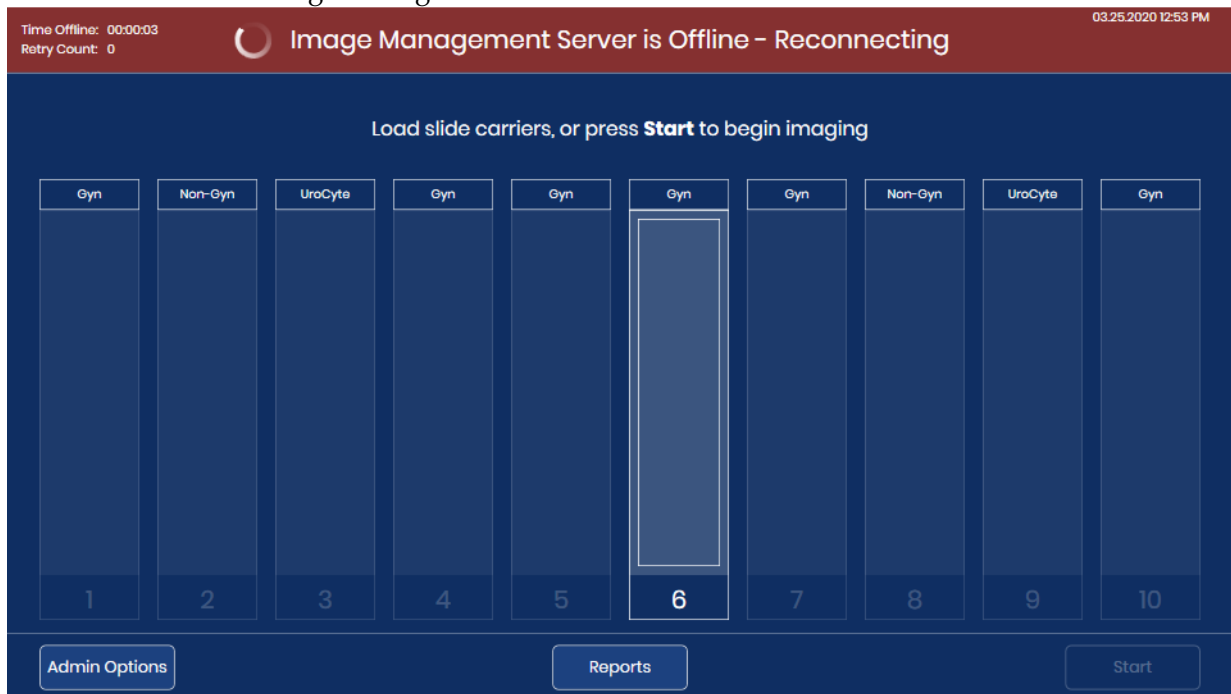 Time Offline: 00:00:03
Retry Count: 0
Image Management Server is Offline - Reconnecting
03.25.2020 12:53 PM
Load slide carriers, or press Start to begin imaging
Gyn Non-Gyn UroCyte Gyn Gyn Gyn Gyn Non-Gyn UroCyte Gyn
1 2 3 4 5 6 7 8 9 10
Admin Options Reports Start